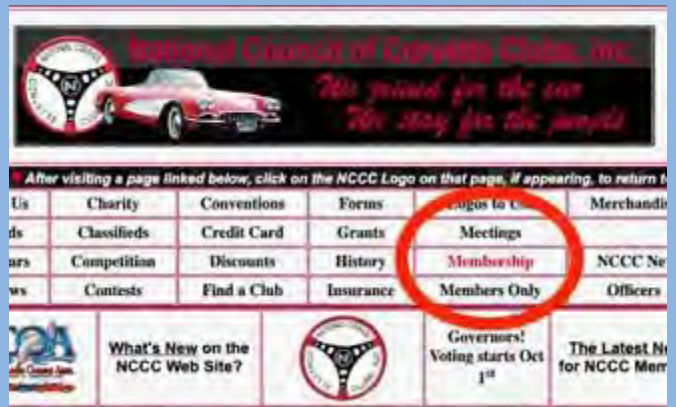 National Council of Corvette Clubs, Inc.
We joined for the car
We stay for the people
After visiting a page linked below, click on the NCCC Logo on that page, if appearing, to return t
Us Charity Conventions Forms Logos to U Merchandi
ds Classifieds Credit Card Grants Meetings
ars Competition Discounts History Membership NCCC Ne
ws Contests Find a Club Insurance Members Only Officers
What's New on the
NCCC Web Site?
Governors!
Voting starts Oct
1st
The Latest Ne
for NCCC Mem